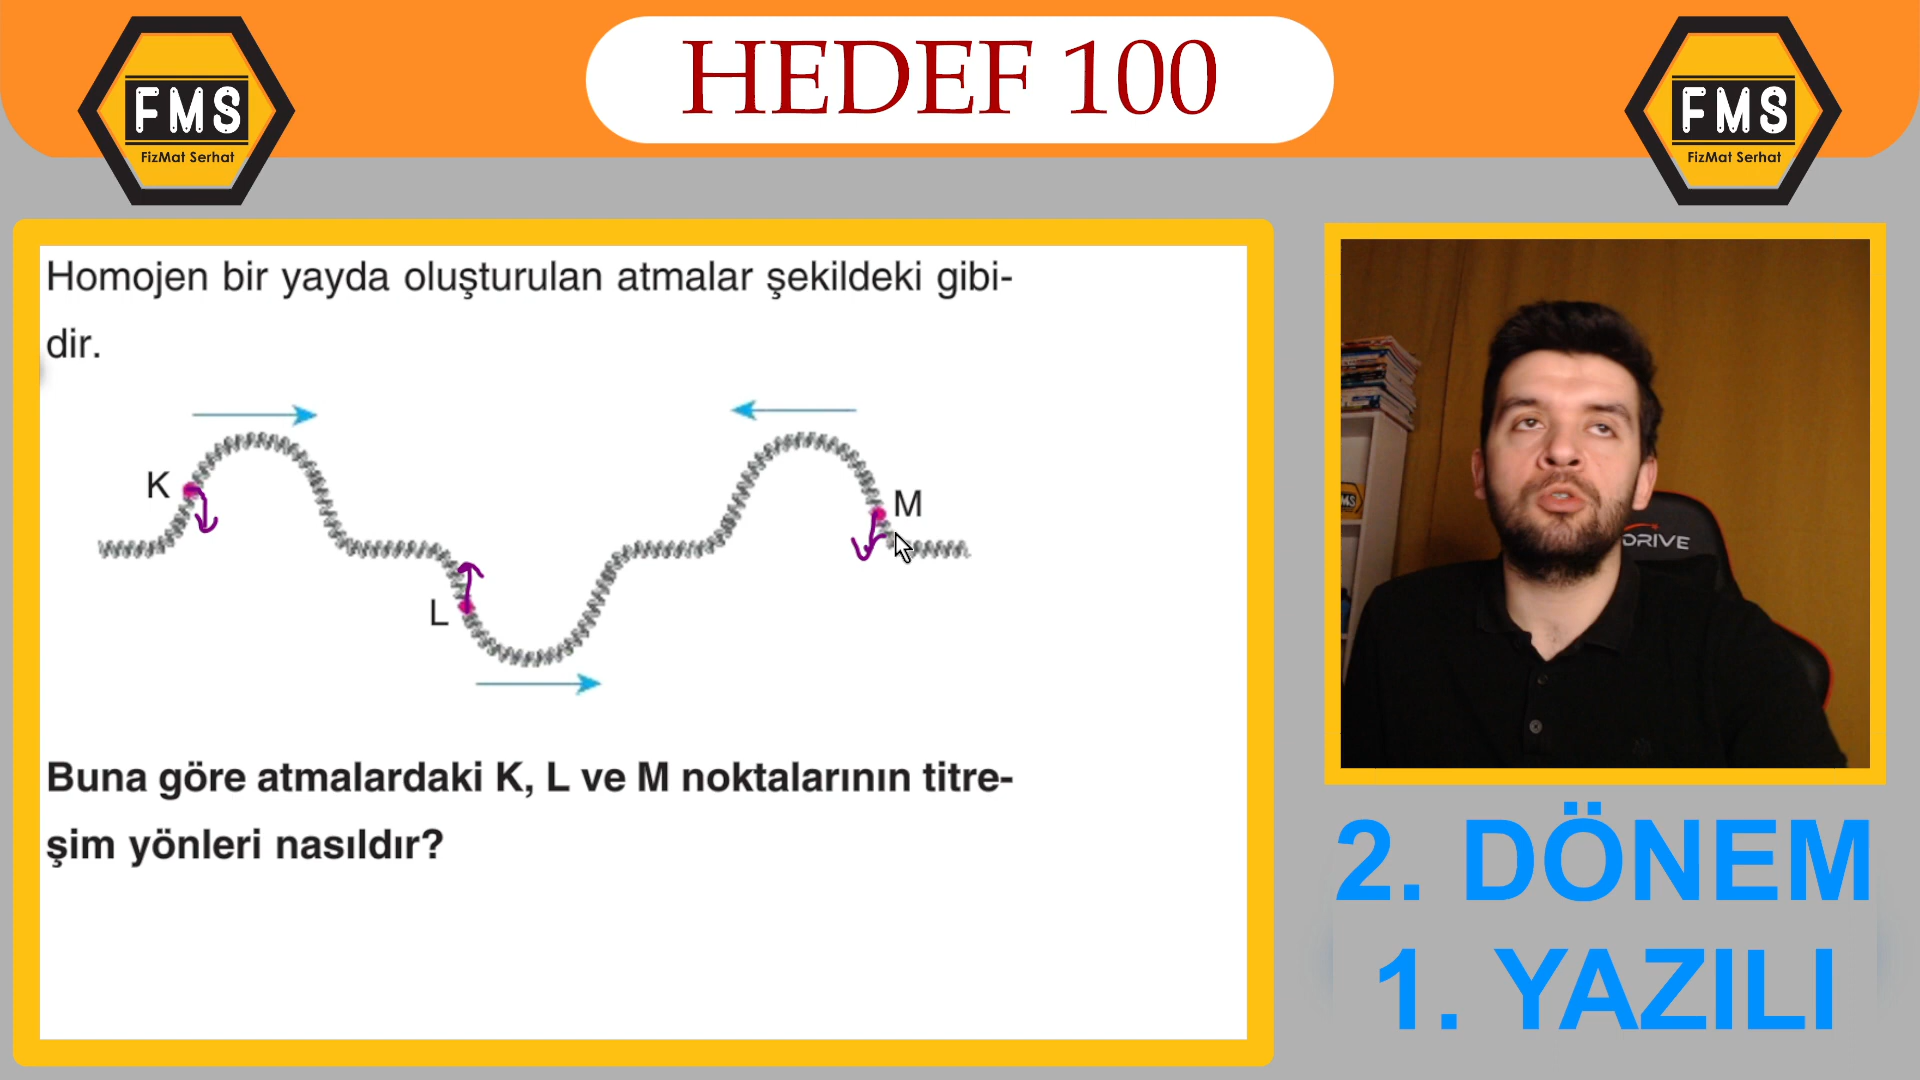 HEDEF 100
FMS
FizMat Serhat
FMS
FizMat Serhat
Homojen bir yayda oluşturulan atmalar şekildeki gibi-
dir.
K
M
L
Buna göre atmalardaki K, L ve M noktalarının titre-
şim yönleri nasıldır?
DRIVE
2. DÖNEM
1. YAZILI